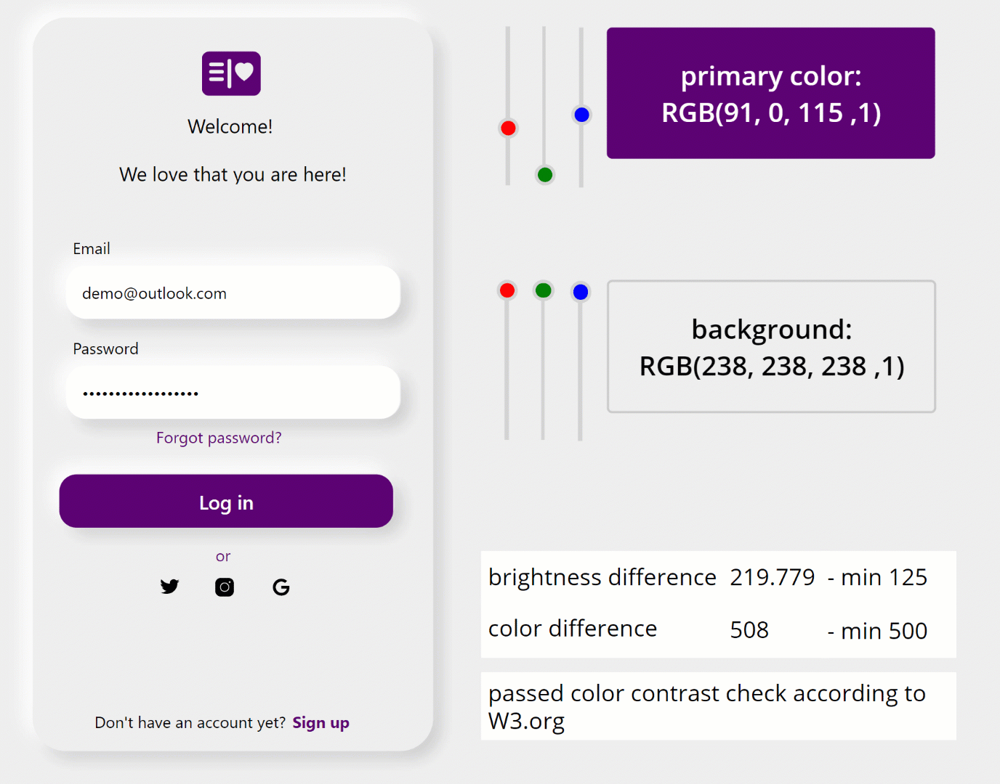 Welcome!
We love that you are here!
Email
demo@outlook.com
Password
••••••••••••••••••
Forgot password?
Log in
or
Don't have an account yet? Sign up
primary color:
RGB(91, 0, 115 ,1)
background:
RGB(238, 238, 238 ,1)
brightness difference 219.779 - min 125
color difference 508 - min 500
passed color contrast check according to
W3.org